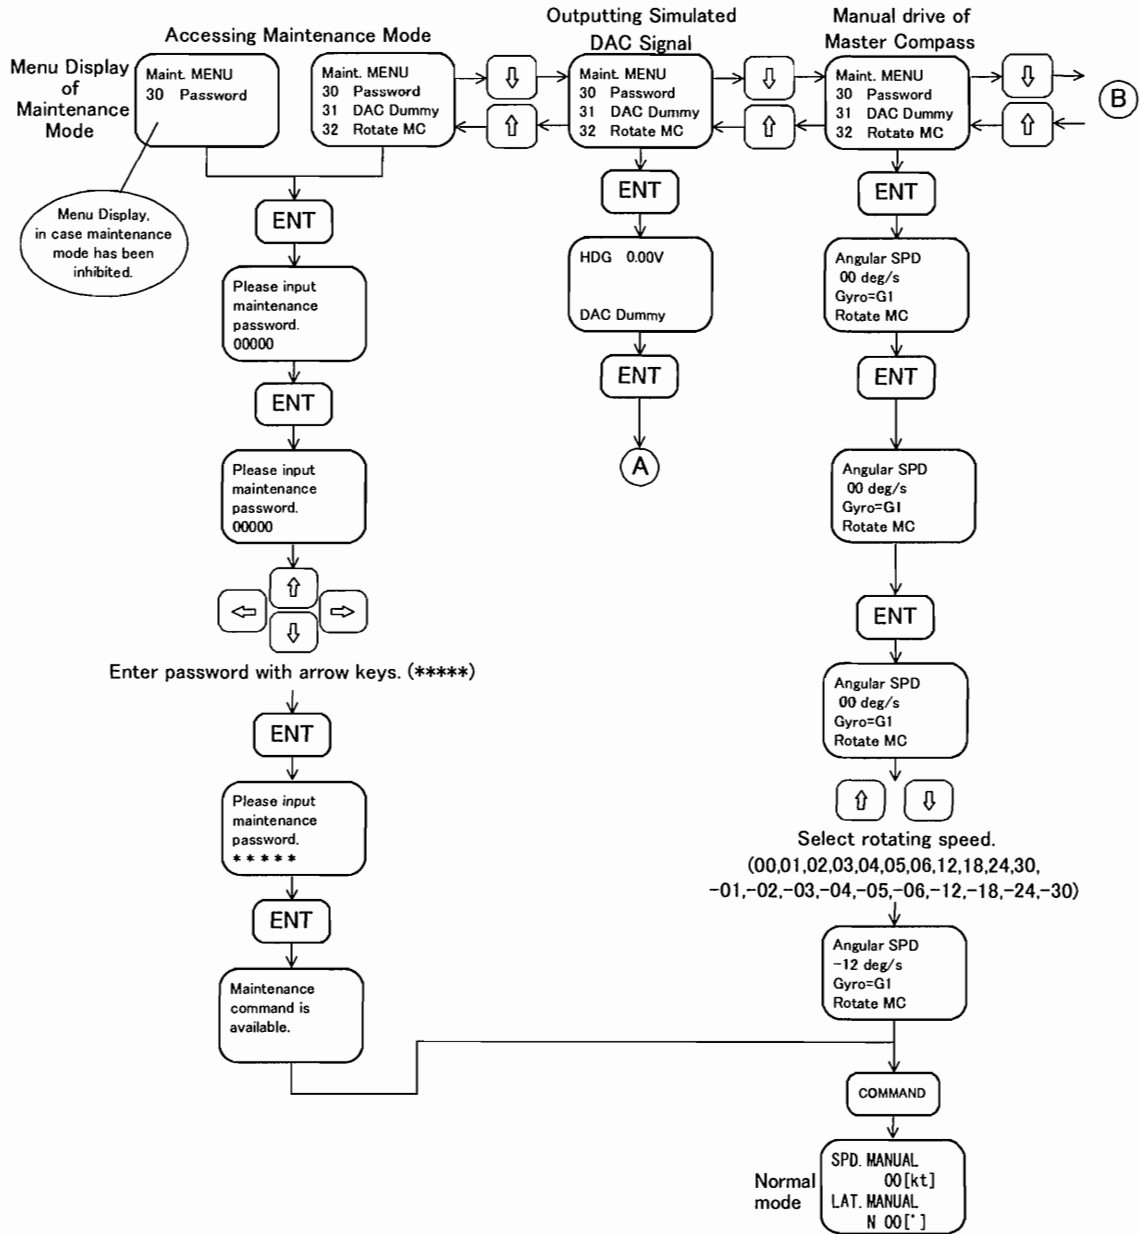 Outputting Simulated
DAC Signal
Manual drive of
Master Compass
Accessing Maintenance Mode
Menu Display
of
Maintenance
Mode
Maint. MENU
30 Password
Maint. MENU
30 Password
31 DAC Dummy
32 Rotate MC
Maint. MENU
30 Password
31 DAC Dummy
32 Rotate MC
Maint. MENU
30 Password
31 DAC Dummy
32 Rotate MC
B
Menu Display,
in case maintenance
mode has been
inhibited.
ENT
Please input
maintenance
password.
00000
ENT
Please input
maintenance
password.
00000
Enter password with arrow keys. (*****)
ENT
Please input
maintenance
password.
* * * * *
ENT
Maintenance
command is
available.
ENT
HDG 0.00V
DAC Dummy
ENT
A
ENT
Angular SPD
00 deg/s
Gyro=G1
Rotate MC
ENT
Angular SPD
00 deg/s
Gyro=GI
Rotate MC
ENT
Angular SPD
00 deg/s
Gyro=G1
Rotate MC
Select rotating speed.
(00,01,02,03,04,05,06,12,18,24,30,
-01,-02,-03,-04,-05,-06,-12,-18,-24,-30)
Angular SPD
-12 deg/s
Gyro=G1
Rotate MC
COMMAND
Normal
mode
SPD. MANUAL
00[kt]
LAT. MANUAL
N 00[°]